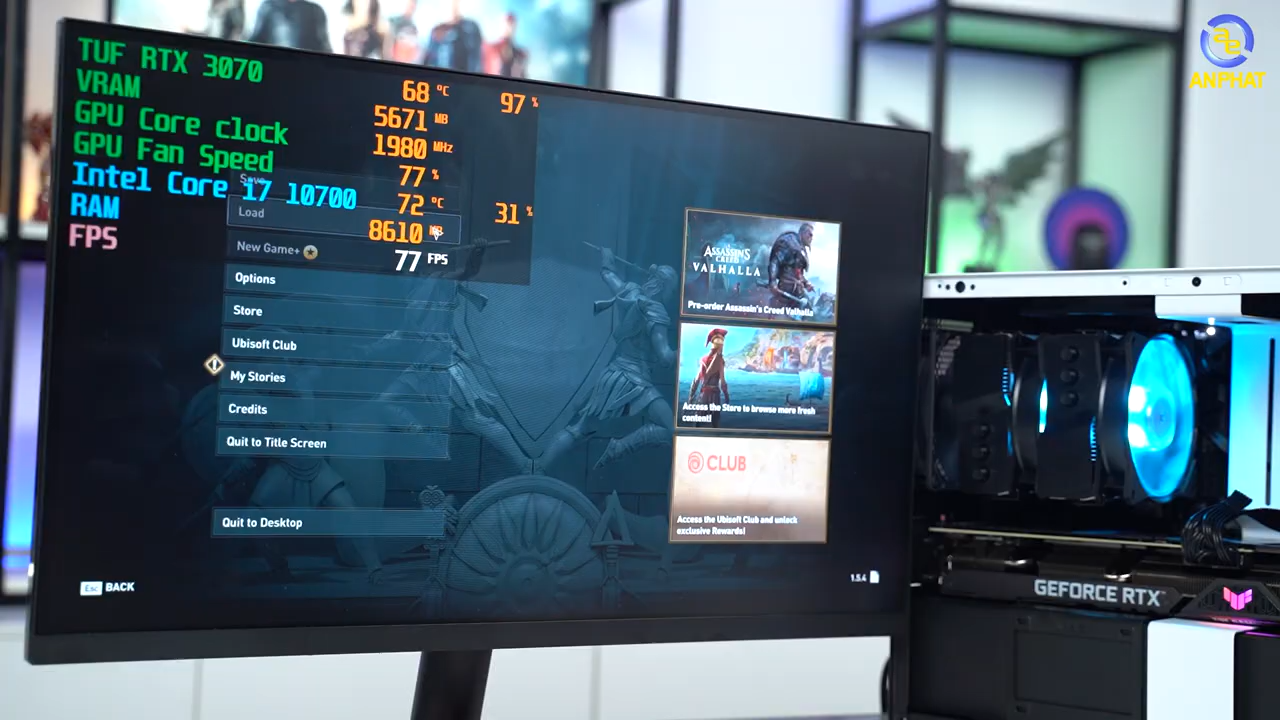 ANPHAT
TUF RTX 3070 68 °C 97 %
VRAM 5671 MB
GPU Core clock 1980 MHz
GPU Fan Speed 77 %
Intel Core i7 10700 72 °C 31 %
RAM 8610 MB
FPS 77 FPS
Save
Load
New Game+
Options
Store
Ubisoft Club
My Stories
Credits
Quit to Title Screen
Quit to Desktop
Esc BACK
ASSASSIN'S
CREED
VALHALLA
Pre-order Assassin's Creed Valhalla
Access the Store to browse more fresh
content!
CLUB
Access the Ubisoft Club and unlock
exclusive Rewards!
1.5.4
GEFORCE RTX